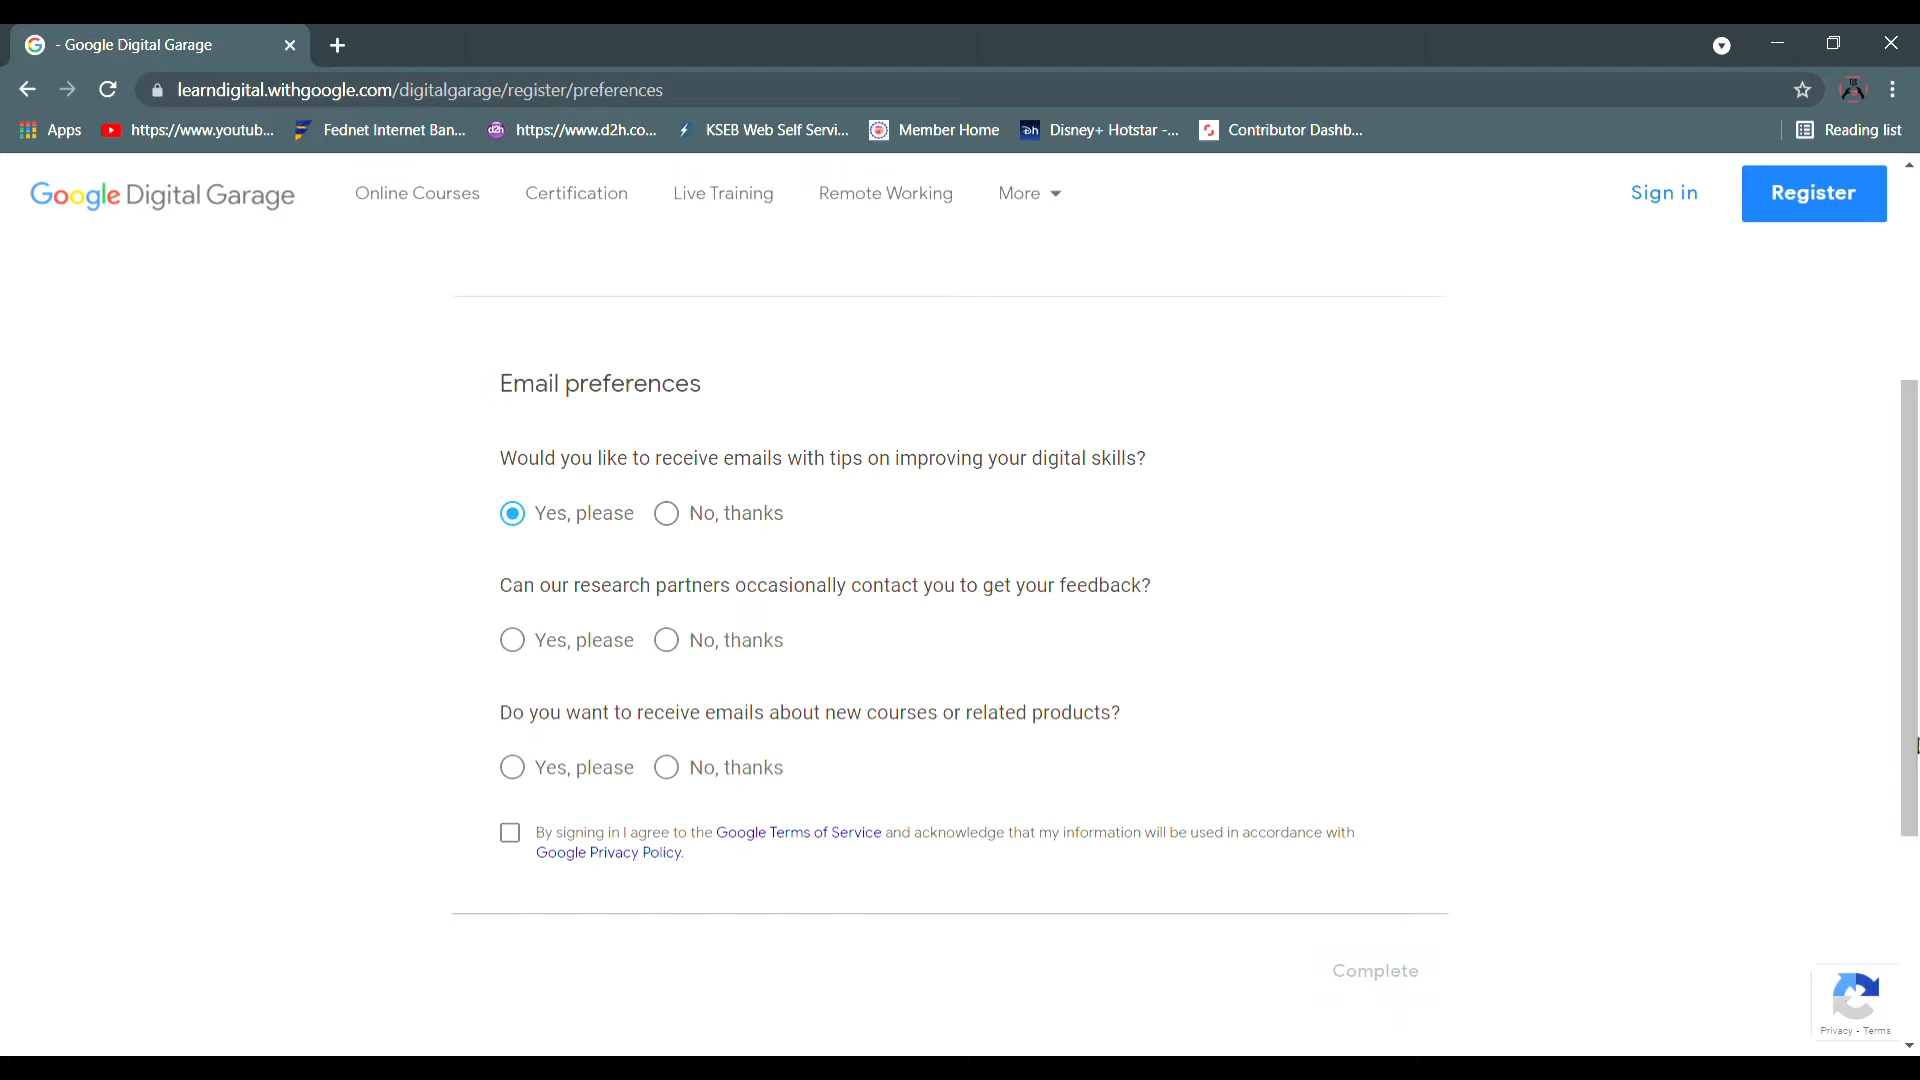 - Google Digital Garage
learndigital.withgoogle.com/digitalgarage/register/preferences
Apps https://www.youtub... Fednet Internet Ban... d2h https://www.d2h.co... KSEB Web Self Servi... Member Home Disney+ Hotstar -... Contributor Dashb... Reading list
Google Digital Garage Online Courses Certification Live Training Remote Working More Sign in Register
Email preferences
Would you like to receive emails with tips on improving your digital skills?
Yes, please No, thanks
Can our research partners occasionally contact you to get your feedback?
Yes, please No, thanks
Do you want to receive emails about new courses or related products?
Yes, please No, thanks
By signing in I agree to the Google Terms of Service and acknowledge that my information will be used in accordance with
Google Privacy Policy.
Complete
Privacy - Terms